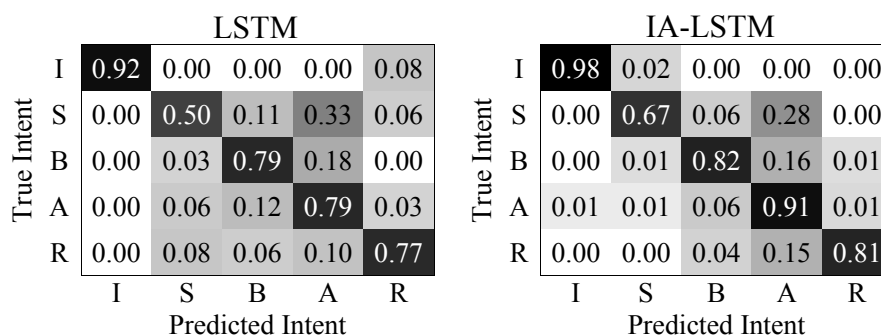 LSTM
True Intent
I 0.92 0.00 0.00 0.00 0.08
S 0.00 0.50 0.11 0.33 0.06
B 0.00 0.03 0.79 0.18 0.00
A 0.00 0.06 0.12 0.79 0.03
R 0.00 0.08 0.06 0.10 0.77
I S B A R
Predicted Intent
IA-LSTM
True Intent
I 0.98 0.02 0.00 0.00 0.00
S 0.00 0.67 0.06 0.28 0.00
B 0.00 0.01 0.82 0.16 0.01
A 0.01 0.01 0.06 0.91 0.01
R 0.00 0.00 0.04 0.15 0.81
I S B A R
Predicted Intent